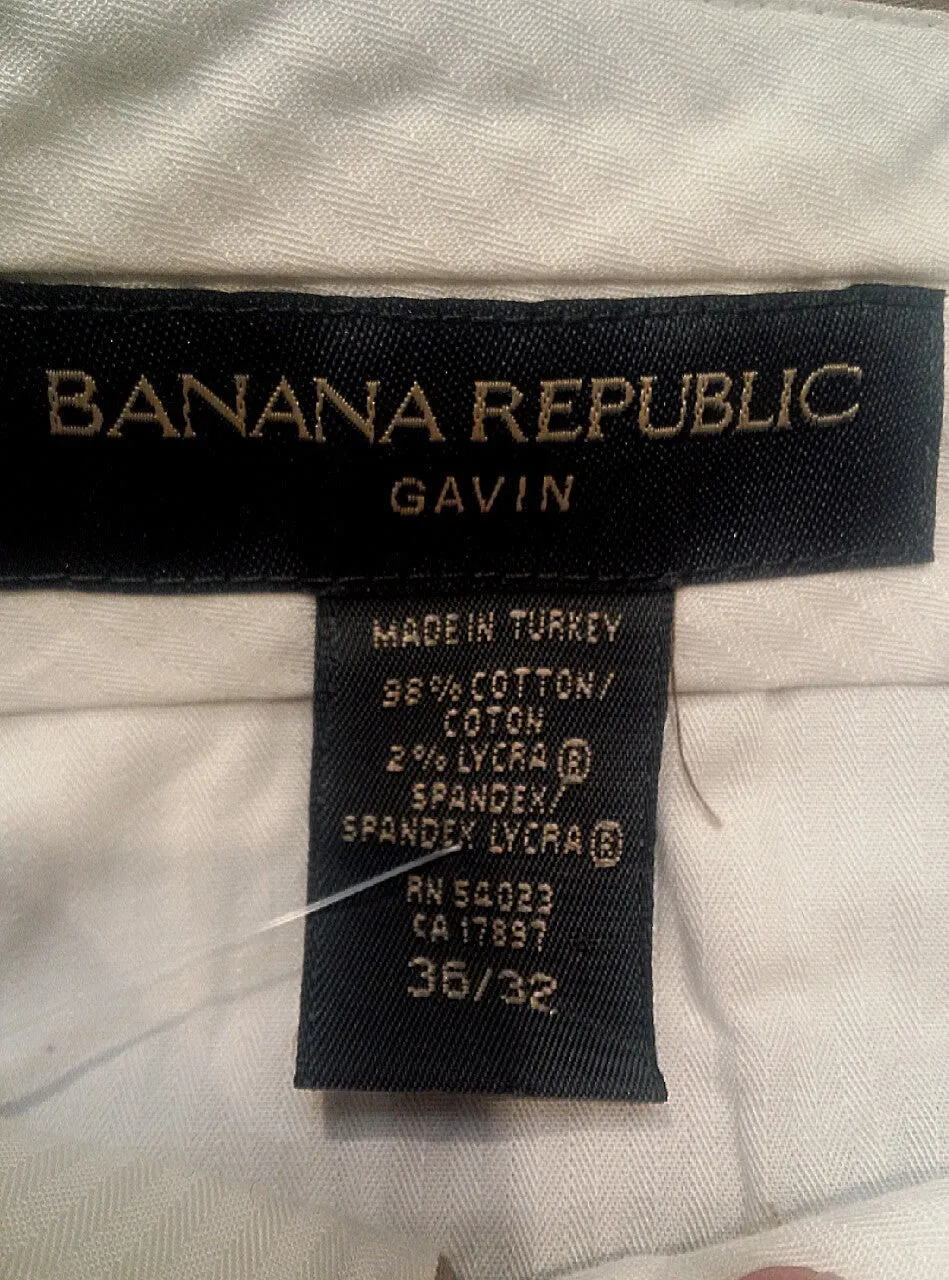 BANANA REPUBLIC
GAVIN
MADE IN TURKEY
98% COTTON/
COTON
2% LYCRA ®
SPANDEX/
SPANDEX LYCRA ®
RN 54023
CA 17897
36/32